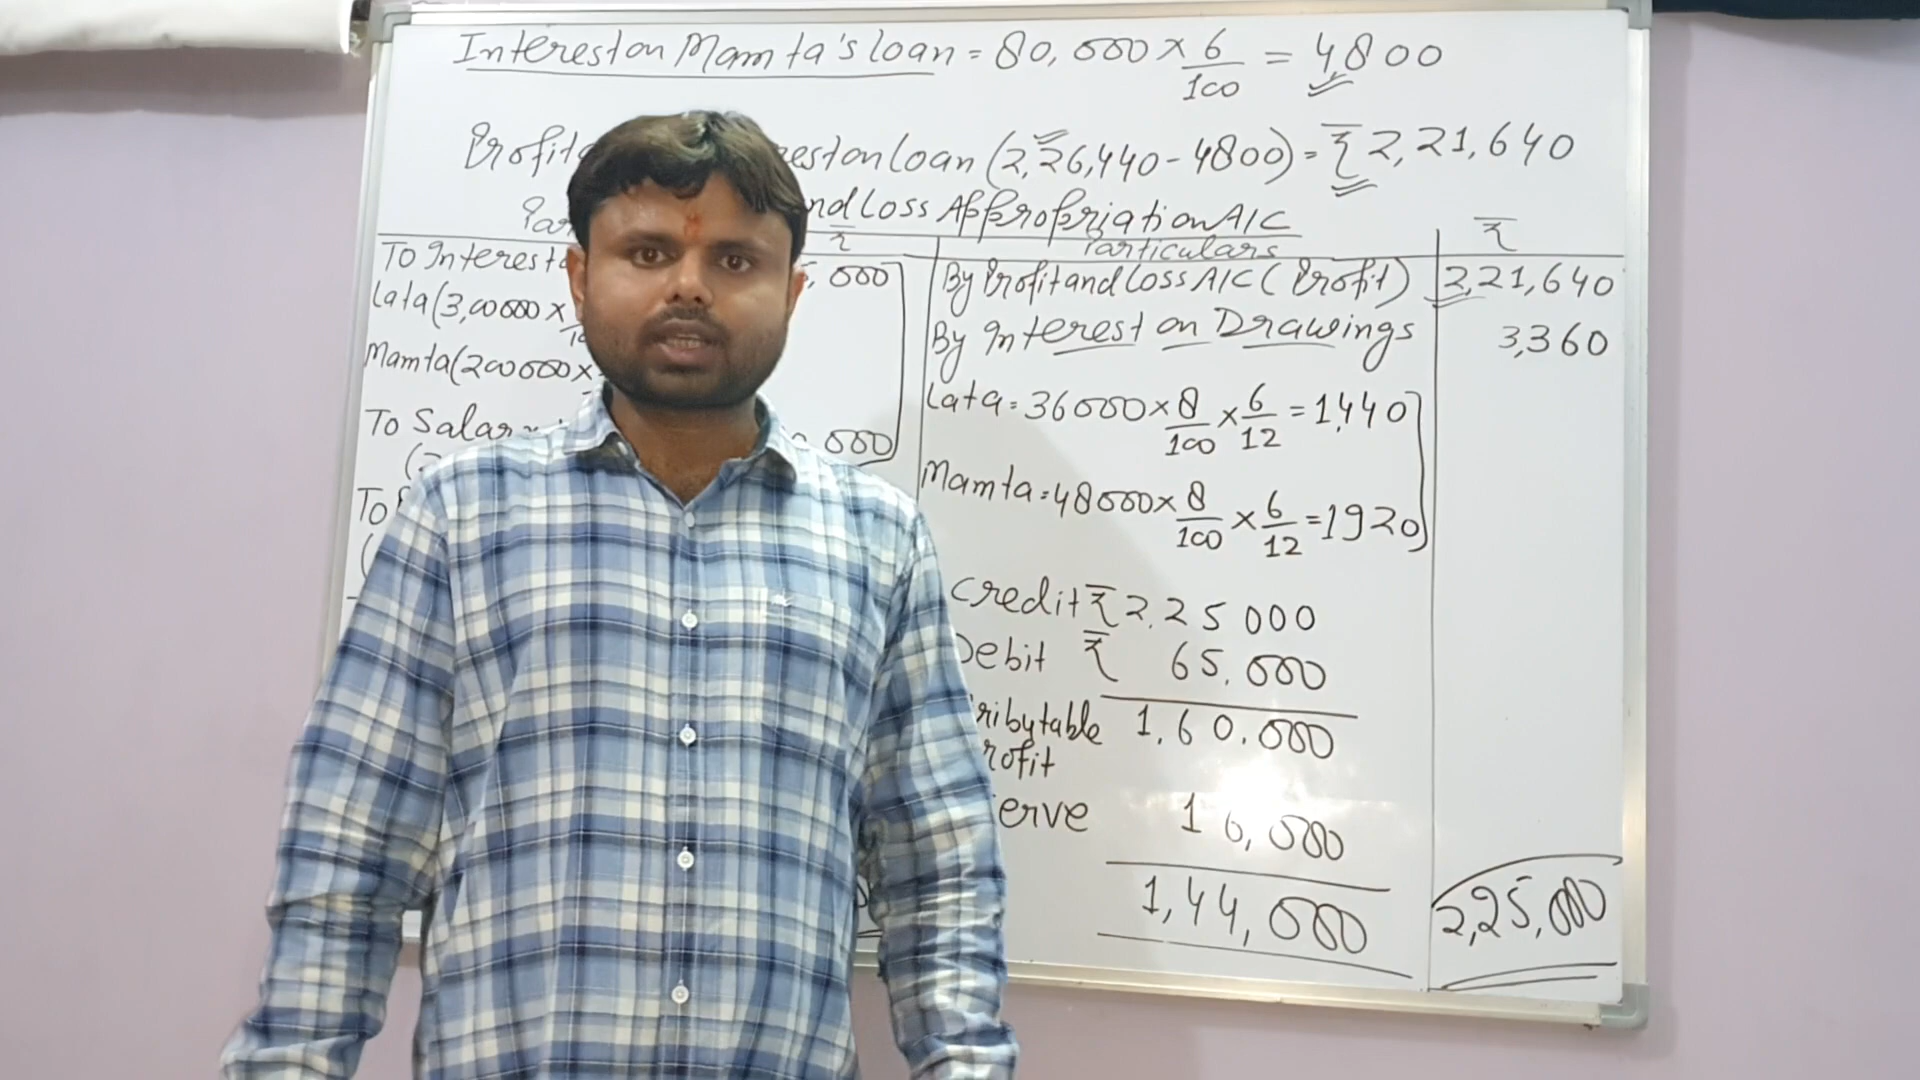 Interest on Mamta's loan = 80,000 × 6/100 = 4800
Profit eston loan (2,26,440 - 4800) = ₹ 2,21,640
nd Loss Appropriation A/C
Par ₹ Particulars ₹
To Interest ,000 By Profit and Loss A/C (Profit) 2,21,640
Lata (3,00000 × By Interest on Drawings 3,360
Mamta (200000 × Lata = 36000 × 8/100 × 6/12 = 1,440
To Salar 000
Mamta = 48000 × 8/100 × 6/12 = 1920
To
Credit ₹ 2,25000
Debit ₹ 65,000
ributable 1,60,000
rofit
erve 16,000
1,44,000 2,25,000